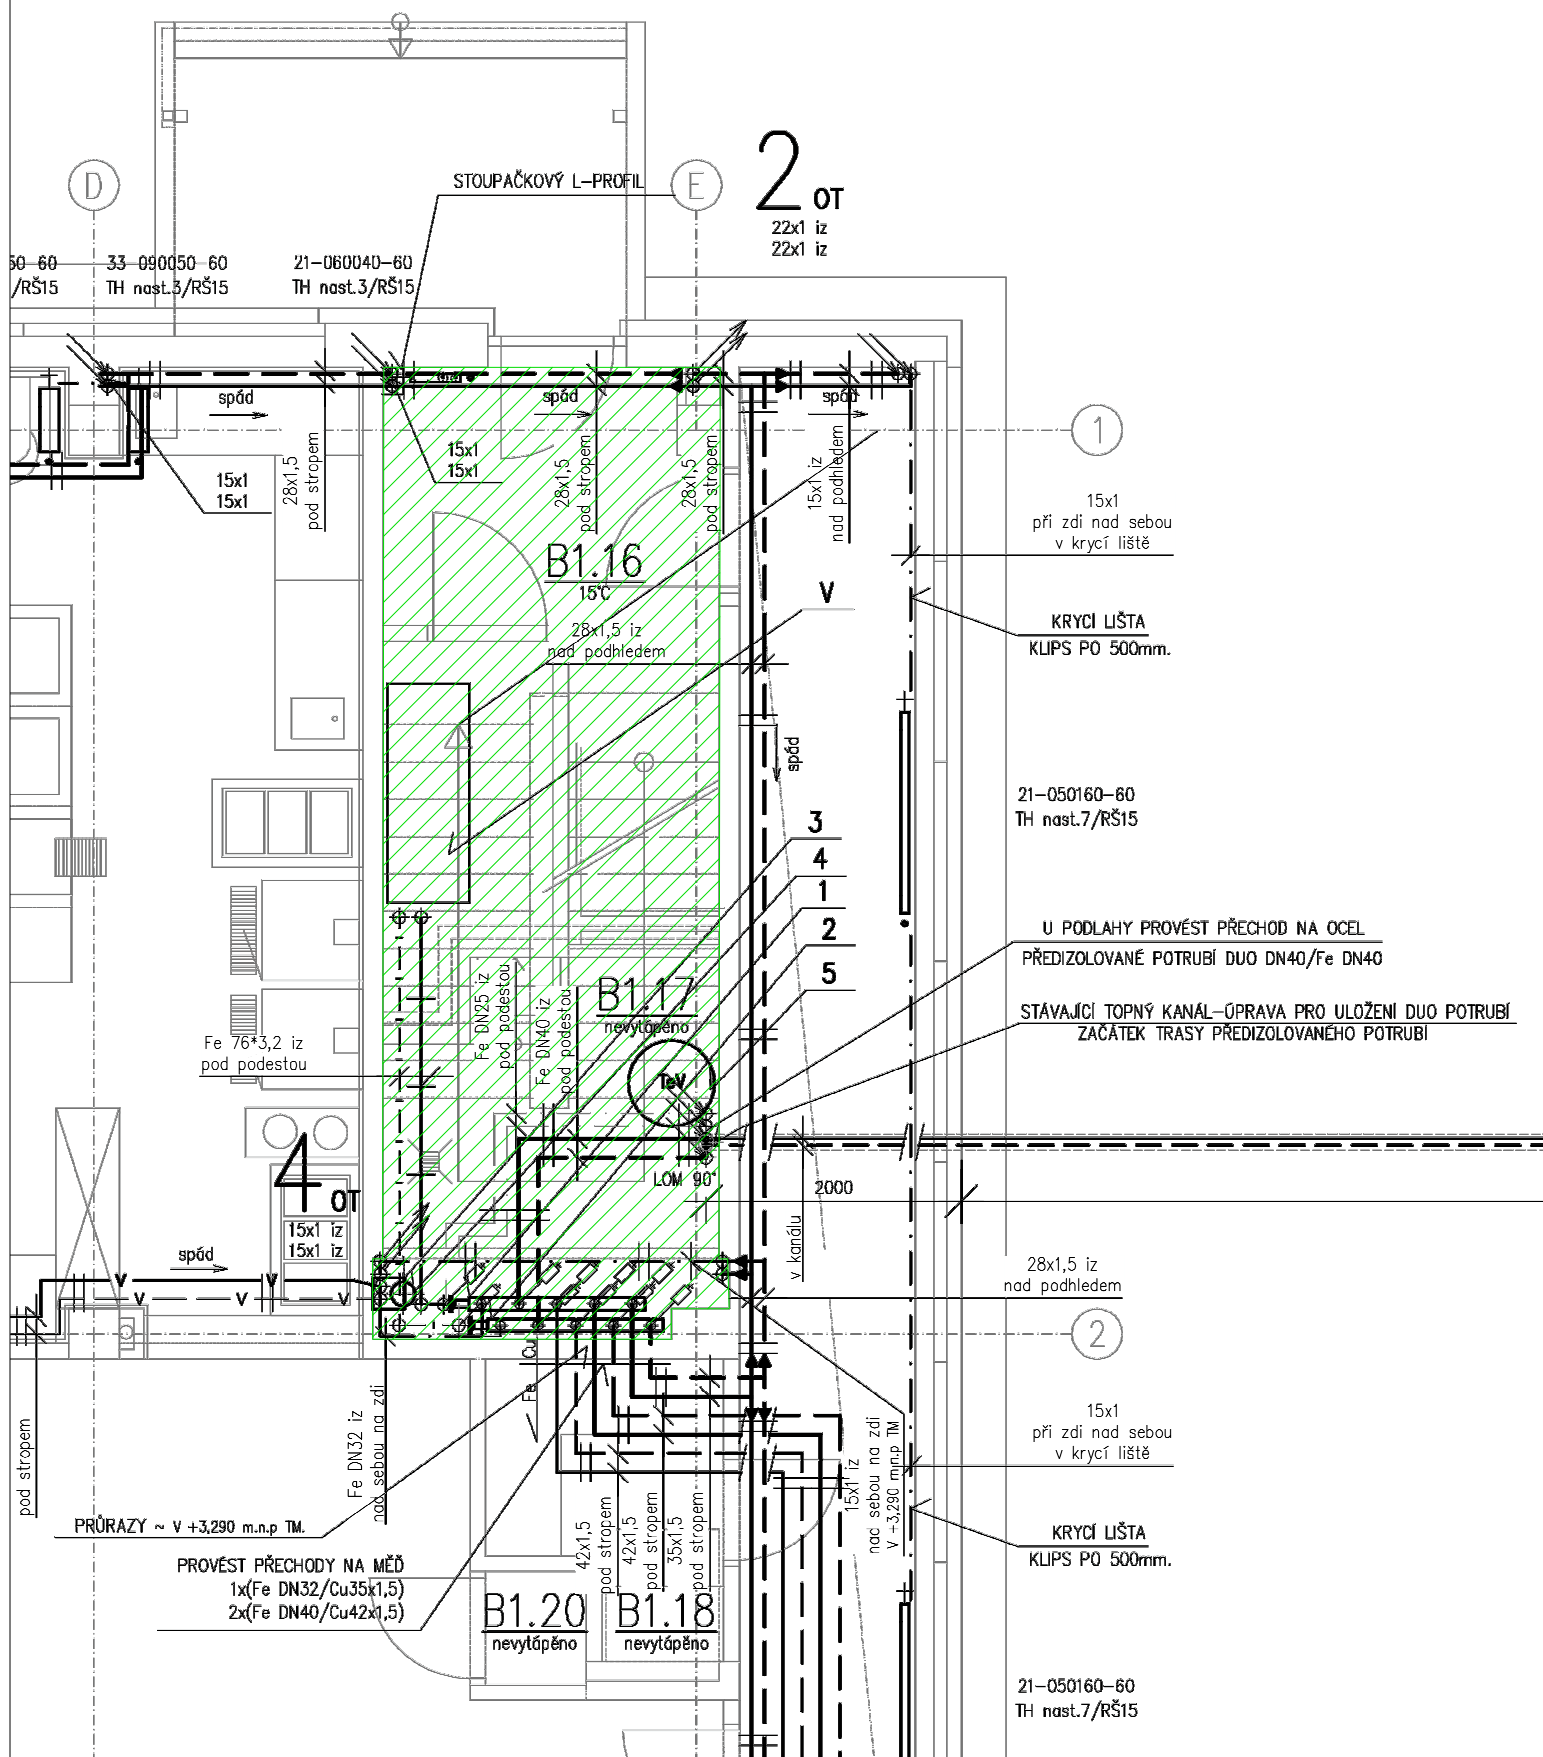 2 OT
22x1 iz
22x1 iz
STOUPAČKOVÝ L-PROFIL
D
E
50-60
/RŠ15
33-090050-60
TH nast.3/RŠ15
21-060040-60
TH nast.3/RŠ15
spád
spád
spád
1
15x1
15x1
28x1,5
pod stropem
15x1
15x1
28x1,5
pod stropem
28x1,5
pod stropem
15x1 iz
nad podhledem
15x1
při zdi nad sebou
v krycí liště
B1.16
15°C
V
28x1,5 iz
nad podhledem
KRYCÍ LIŠTA
KLIPS PO 500mm.
spád
21-050160-60
TH nast.7/RŠ15
3
4
1
2
5
U PODLAHY PROVÉST PŘECHOD NA OCEL
PŘEDIZOLOVANÉ POTRUBÍ DUO DN40/Fe DN40
STÁVAJÍCÍ TOPNÝ KANÁL-ÚPRAVA PRO ULOŽENÍ DUO POTRUBÍ
ZAČÁTEK TRASY PŘEDIZOLOVANÉHO POTRUBÍ
B1.17
nevytápěno
Fe DN25 iz
pod podestou
Fe DN40 iz
pod podestou
Fe 76*3,2 iz
pod podestou
TeV
LOM 90°
2000
v kanálu
4 OT
15x1 iz
15x1 iz
spád
V
V
V
V
V
28x1,5 iz
nad podhledem
2
Fe
Cu
pod stropem
Fe DN32 iz
nad sebou na zdi
15x1 iz
nad sebou na zdi
V +3,290 m.n.p TM
15x1
při zdi nad sebou
v krycí liště
PRŮRAZY ~ V +3,290 m.n.p TM.
PROVÉST PŘECHODY NA MĚĎ
1x(Fe DN32/Cu35x1,5)
2x(Fe DN40/Cu42x1,5)
42x1,5
pod stropem
42x1,5
pod stropem
35x1,5
pod stropem
KRYCÍ LIŠTA
KLIPS PO 500mm.
B1.20
nevytápěno
B1.18
nevytápěno
21-050160-60
TH nast.7/RŠ15